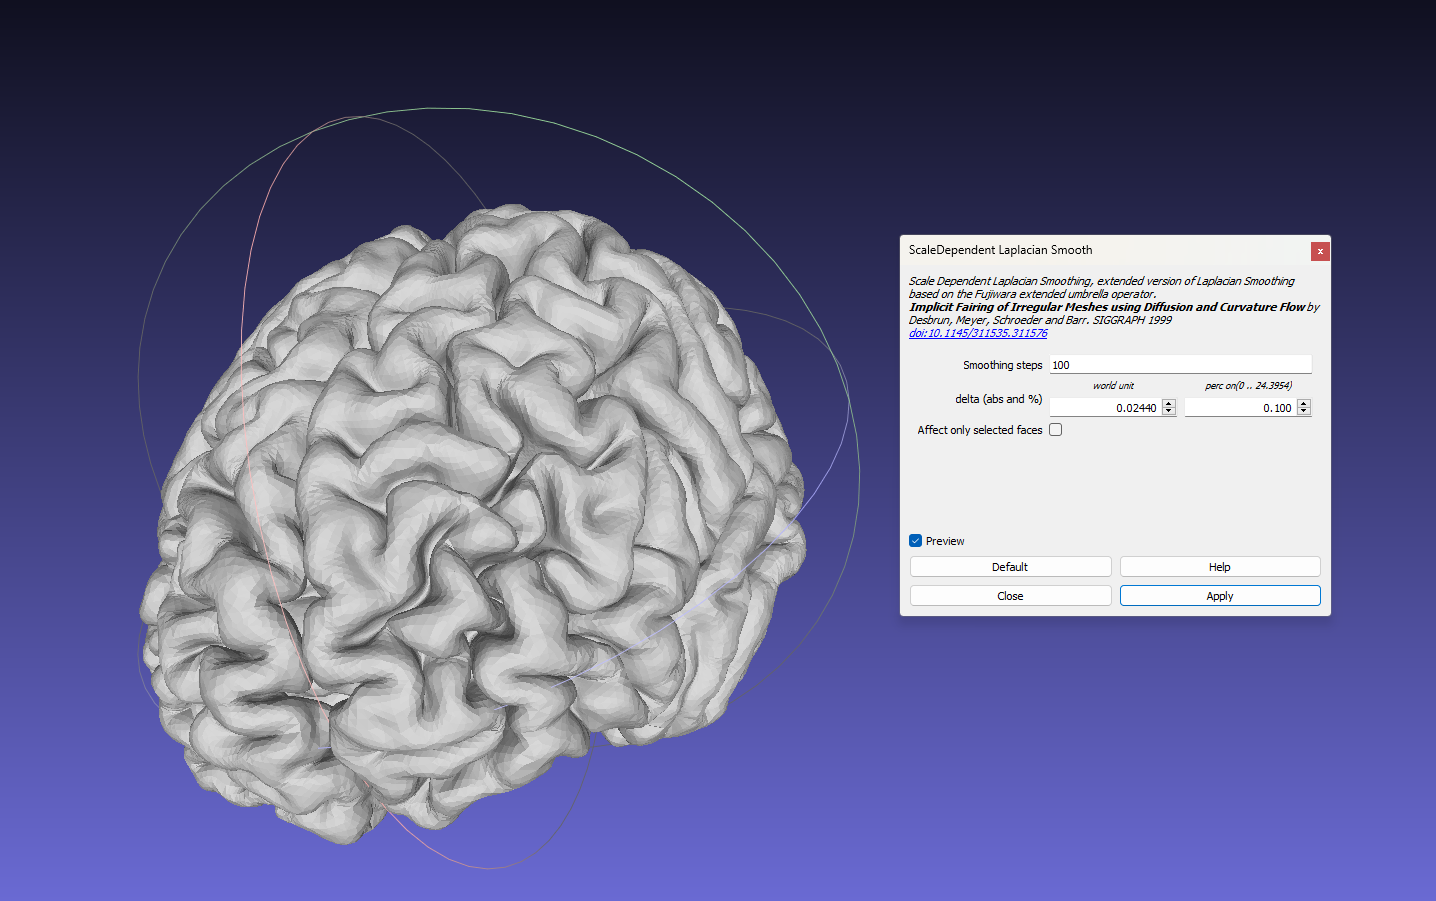 ScaleDependent Laplacian Smooth
x
Scale Dependent Laplacian Smoothing, extended version of Laplacian Smoothing
based on the Fujiwara extended umbrella operator.
Implicit Fairing of Irregular Meshes using Diffusion and Curvature Flow by
Desbrun, Meyer, Schroeder and Barr. SIGGRAPH 1999
doi:10.1145/311535.311576
Smoothing steps 100
world unit perc on(0 .. 24.3954)
delta (abs and %) 0.02440 0.100
Affect only selected faces
Preview
Default Help
Close Apply